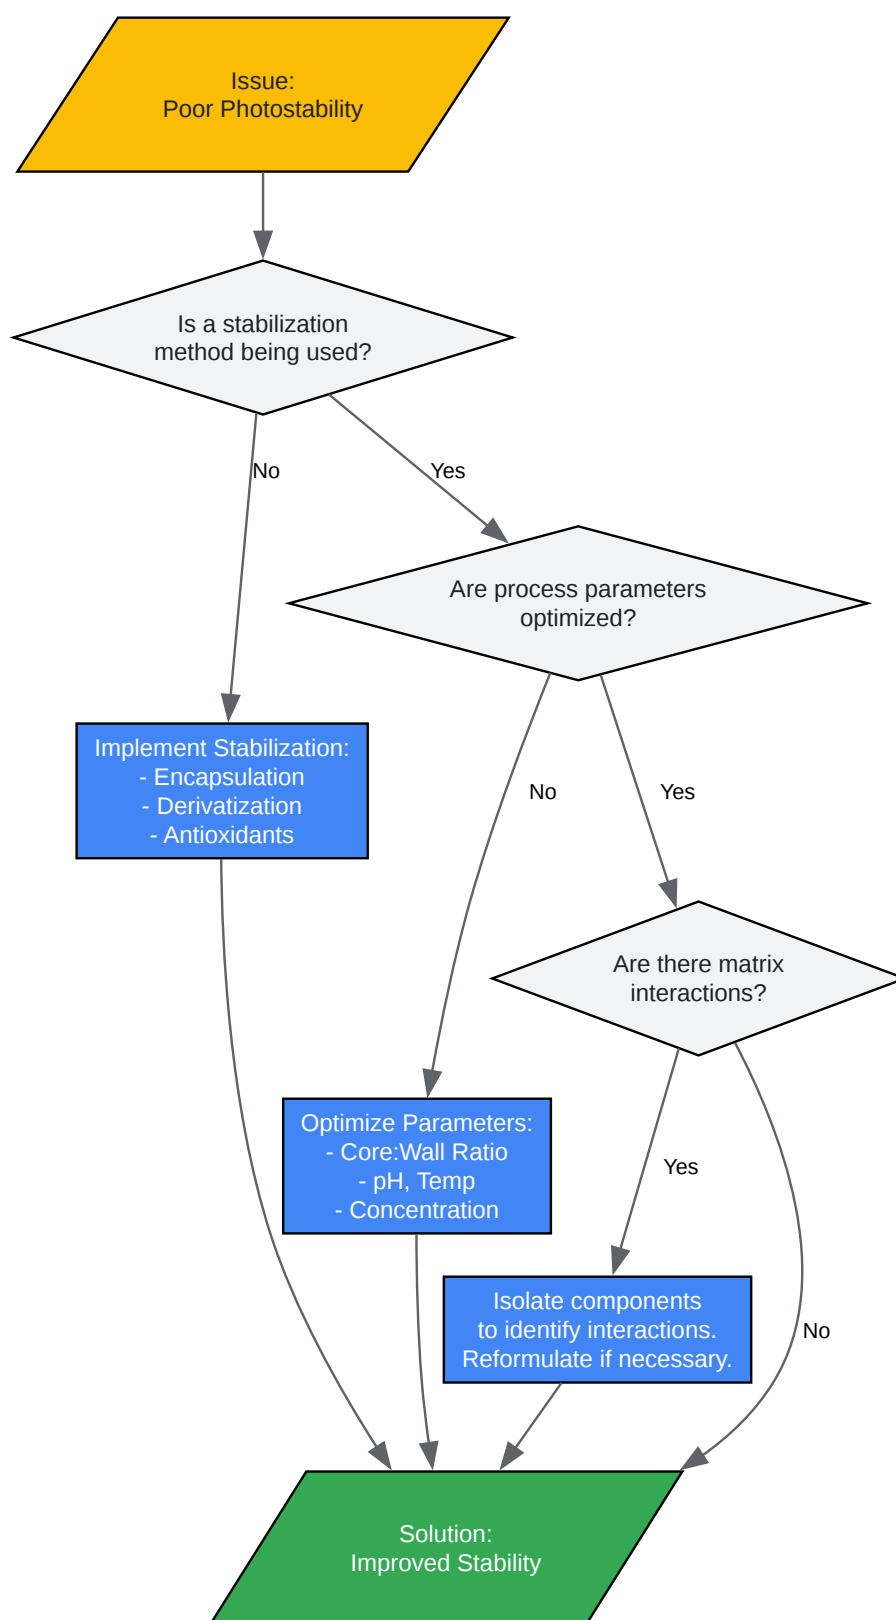 Issue:
Poor Photostability
Is a stabilization
method being used?
No
Yes
Are process parameters
optimized?
Implement Stabilization:
- Encapsulation
- Derivatization
- Antioxidants
No
Yes
Are there matrix
interactions?
Optimize Parameters:
- Core:Wall Ratio
- pH, Temp
- Concentration
Yes
Isolate components
to identify interactions.
Reformulate if necessary.
No
Solution:
Improved Stability